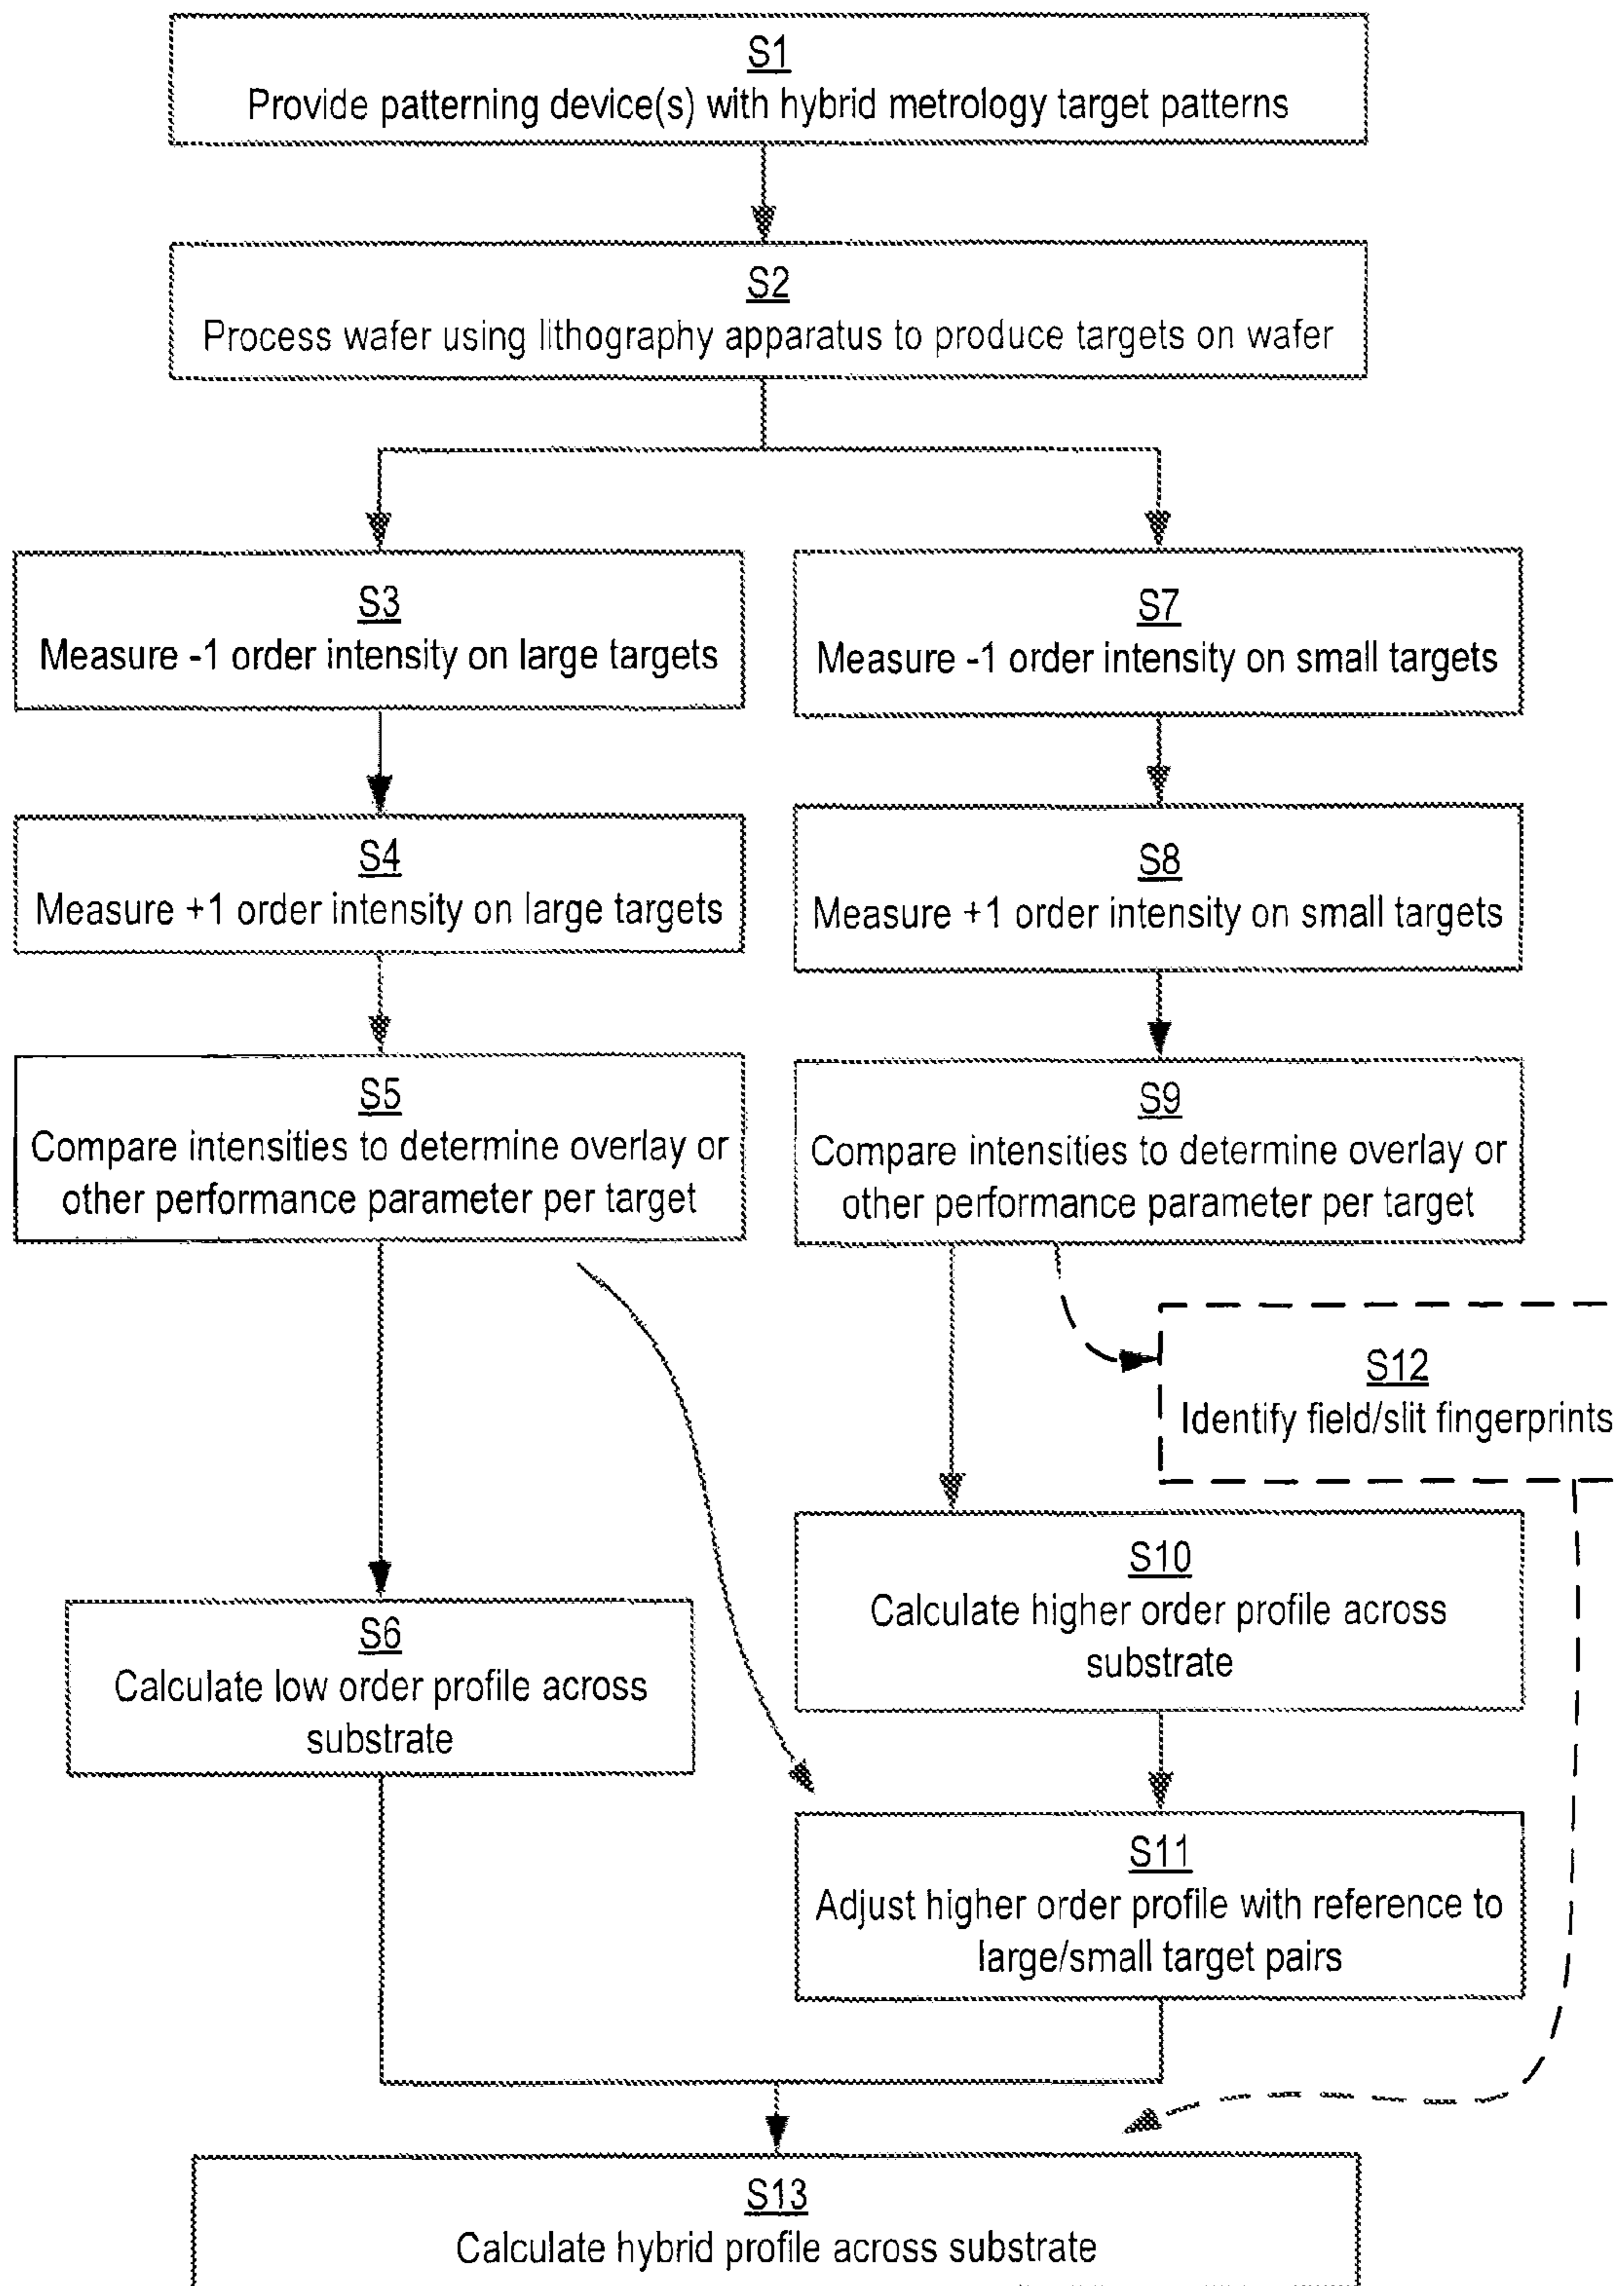 S1
Provide patterning device(s) with hybrid metrology target patterns
S2
Process wafer using lithography apparatus to produce targets on wafer
S3
Measure -1 order intensity on large targets
S4
Measure +1 order intensity on large targets
S5
Compare intensities to determine overlay or
other performance parameter per target
S6
Calculate low order profile across
substrate
S7
Measure -1 order intensity on small targets
S8
Measure +1 order intensity on small targets
S9
Compare intensities to determine overlay or
other performance parameter per target
S12
Identify field/slit fingerprints
S10
Calculate higher order profile across
substrate
S11
Adjust higher order profile with reference to
large/small target pairs
S13
Calculate hybrid profile across substrate